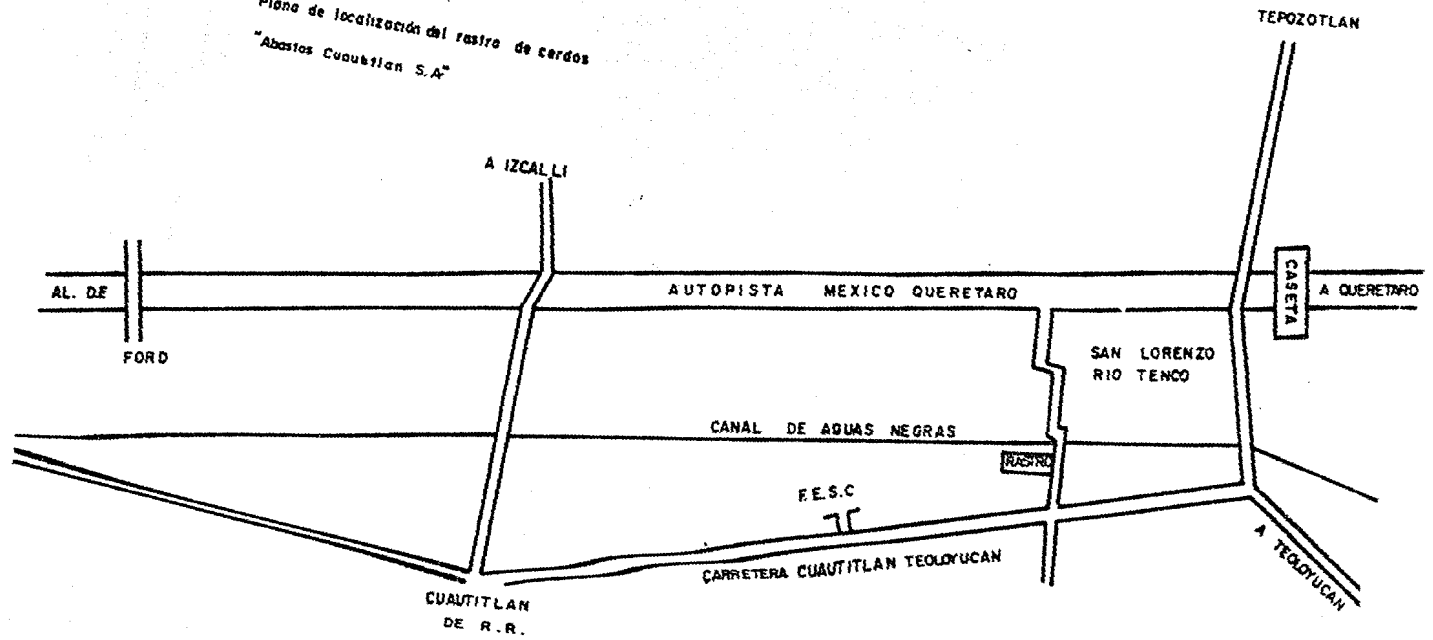 Plano de localización del rastro de cerdos
"Abastos Cuautitlan S.A"
TEPOZOTLAN
A IZCALLI
AL. D.F
AUTOPISTA MEXICO QUERETARO
CASETA
A QUERETARO
FORD
SAN LORENZO
RIO TENCO
CANAL DE AGUAS NEGRAS
RASTRO
F.E.S.C
CARRETERA CUAUTITLAN TEOLOYUCAN
A TEOLOYUCAN
CUAUTITLAN
DE R.R.